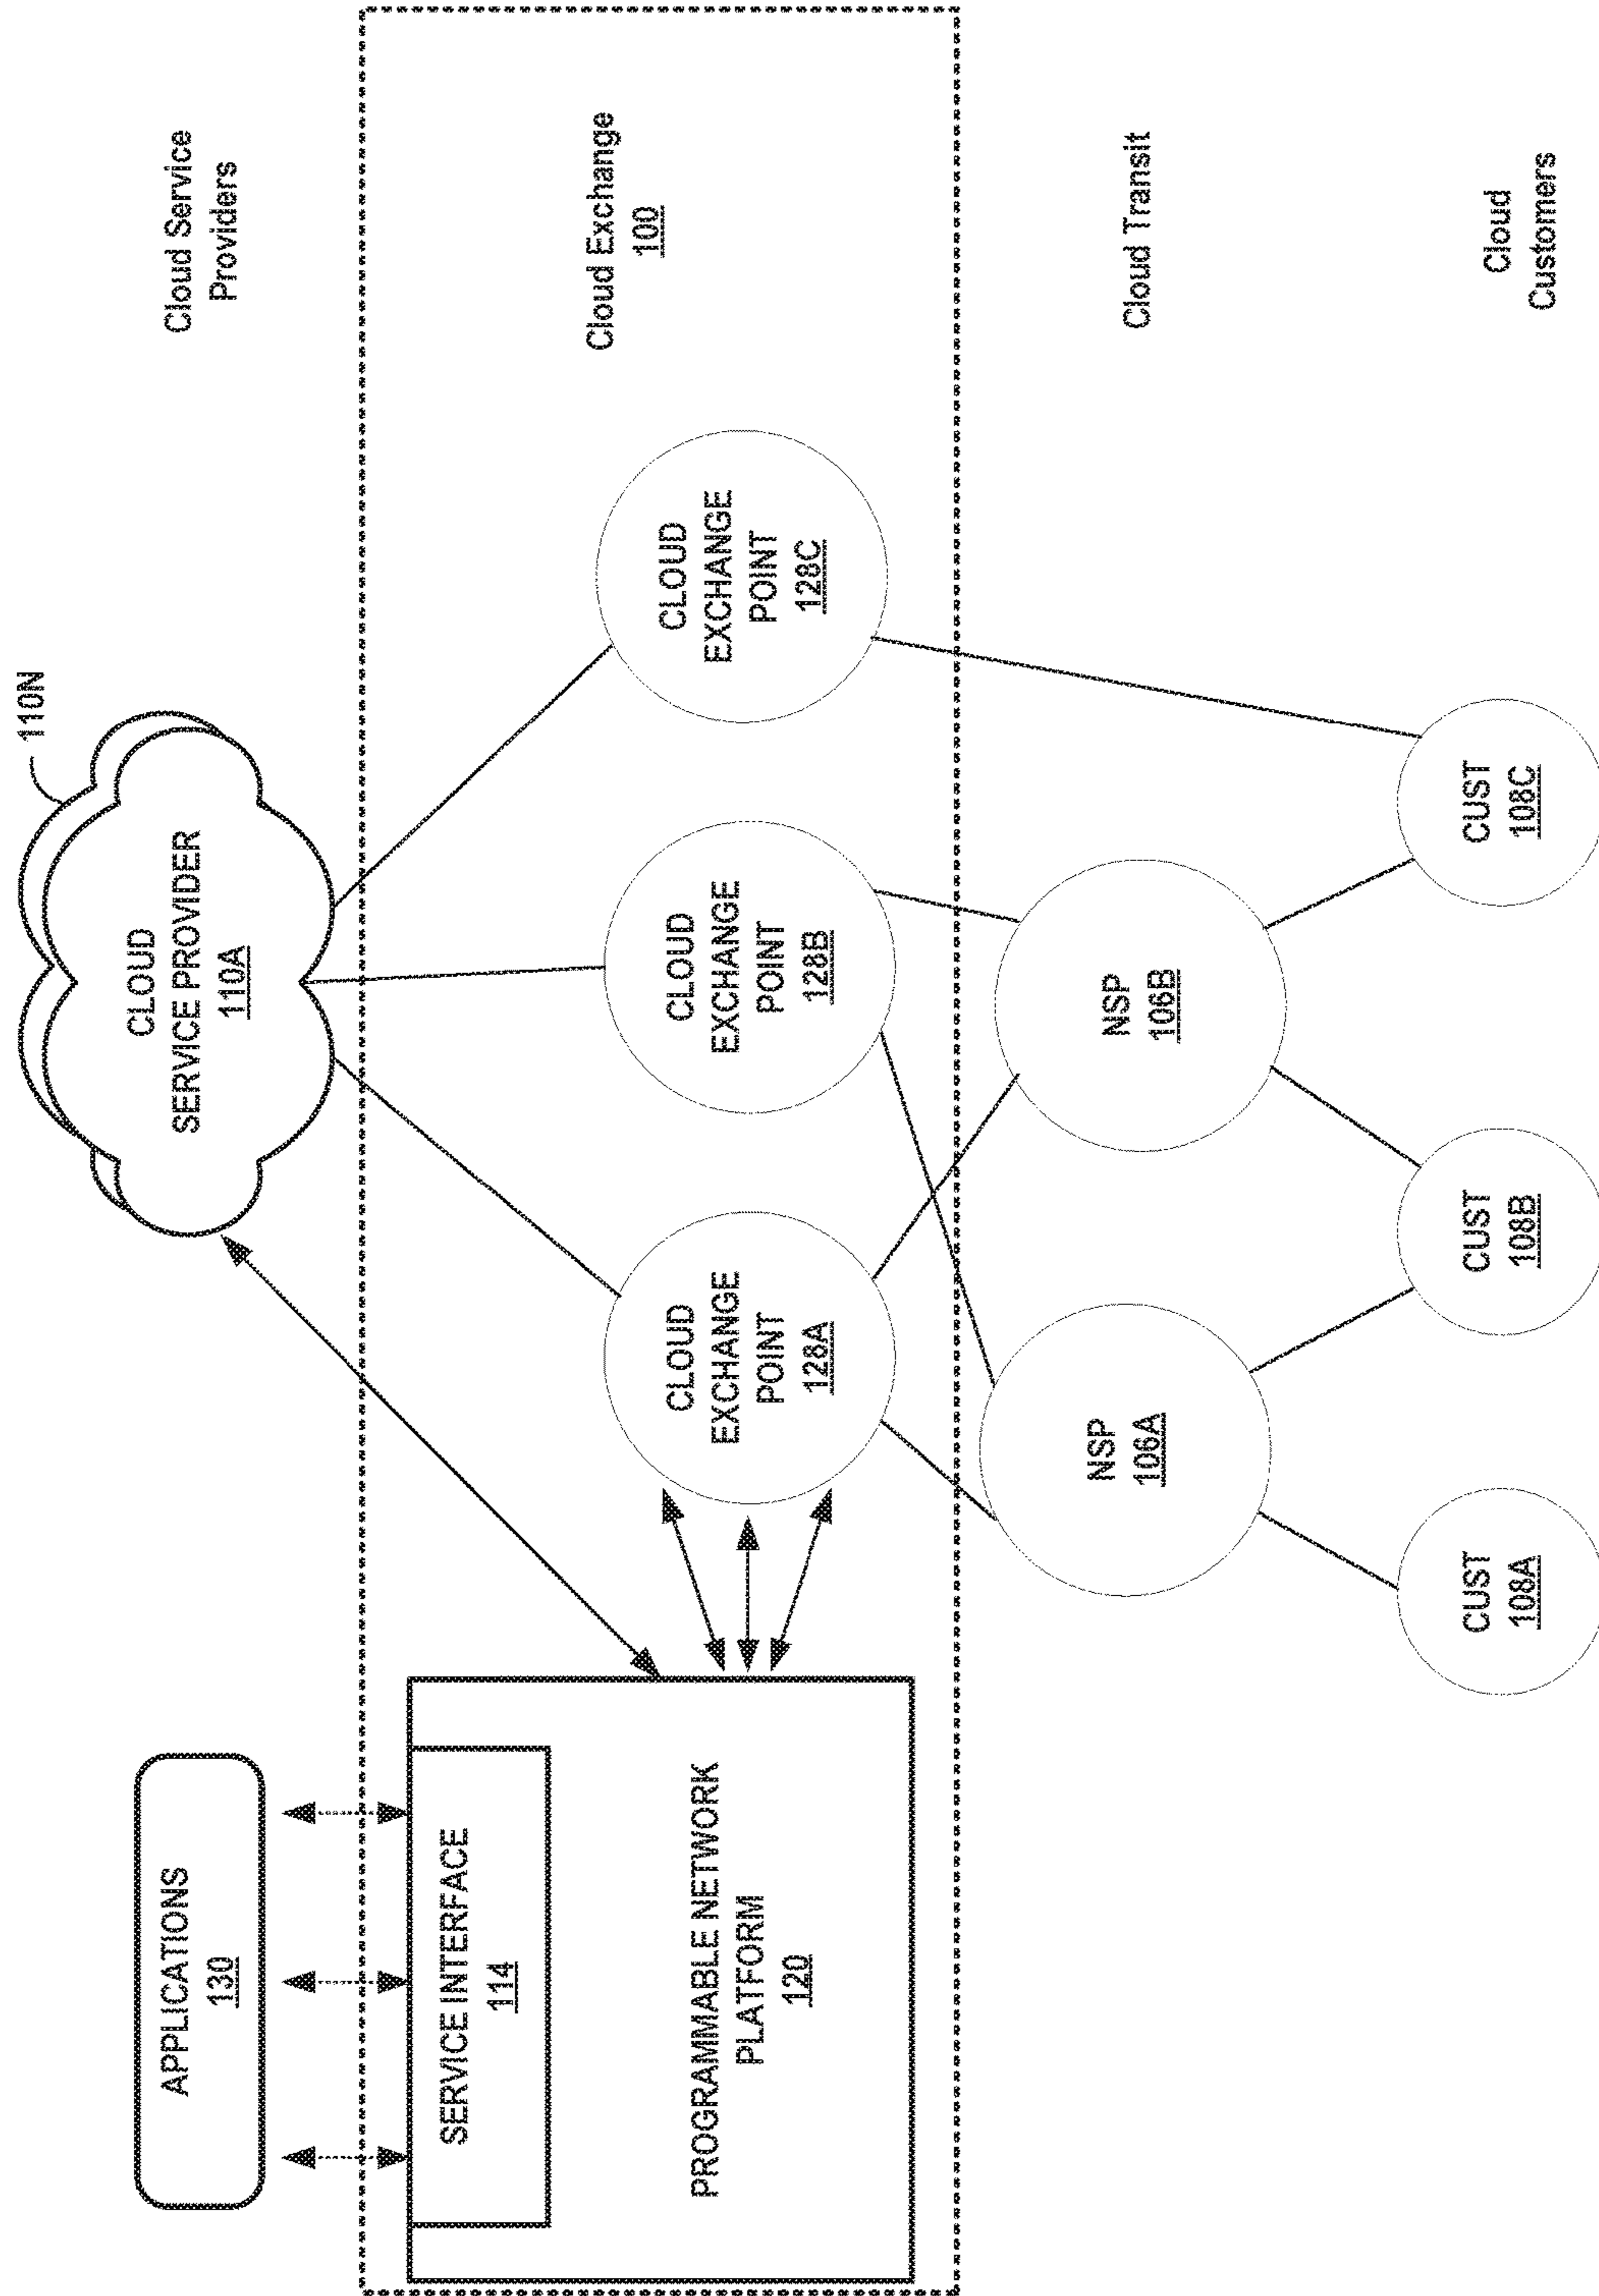 110N
CLOUD
SERVICE PROVIDER
110A
Cloud Service
Providers
APPLICATIONS
130
SERVICE INTERFACE
114
PROGRAMMABLE NETWORK
PLATFORM
120
CLOUD
EXCHANGE
POINT
128A
CLOUD
EXCHANGE
POINT
128B
CLOUD
EXCHANGE
POINT
128C
Cloud Exchange
100
NSP
106A
NSP
106B
Cloud Transit
CUST
108A
CUST
108B
CUST
108C
Cloud
Customers